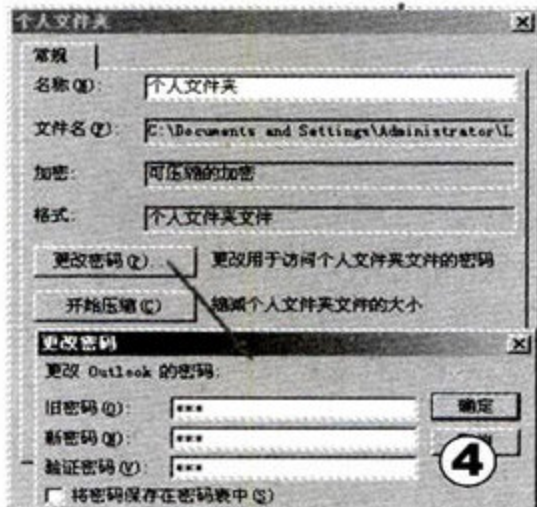 个人文件夹
常规
名称(N): 个人文件夹
文件名(F): C:\Documents and Settings\Administrator\L
加密: 可压缩的加密
格式: 个人文件夹文件
更改密码(P)... 更改用于访问个人文件夹文件的密码
开始压缩(C) 缩减个人文件夹文件的大小
更改密码
更改 Outlook 的密码:
旧密码(O): *** 确定
新密码(N): ***
验证密码(V): ***
将密码保存在密码表中(S)
④